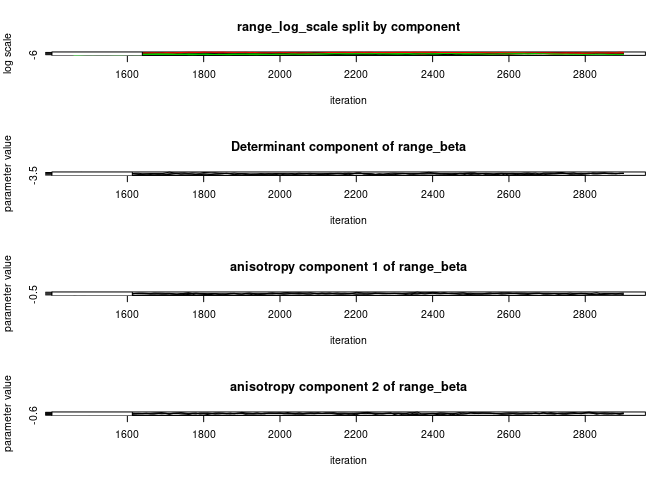 range_log_scale split by component
log scale
-6
1600 1800 2000 2200 2400 2600 2800
iteration
Determinant component of range_beta
parameter value
-3.5
1600 1800 2000 2200 2400 2600 2800
iteration
anisotropy component 1 of range_beta
parameter value
-0.5
1600 1800 2000 2200 2400 2600 2800
iteration
anisotropy component 2 of range_beta
parameter value
-0.6
1600 1800 2000 2200 2400 2600 2800
iteration